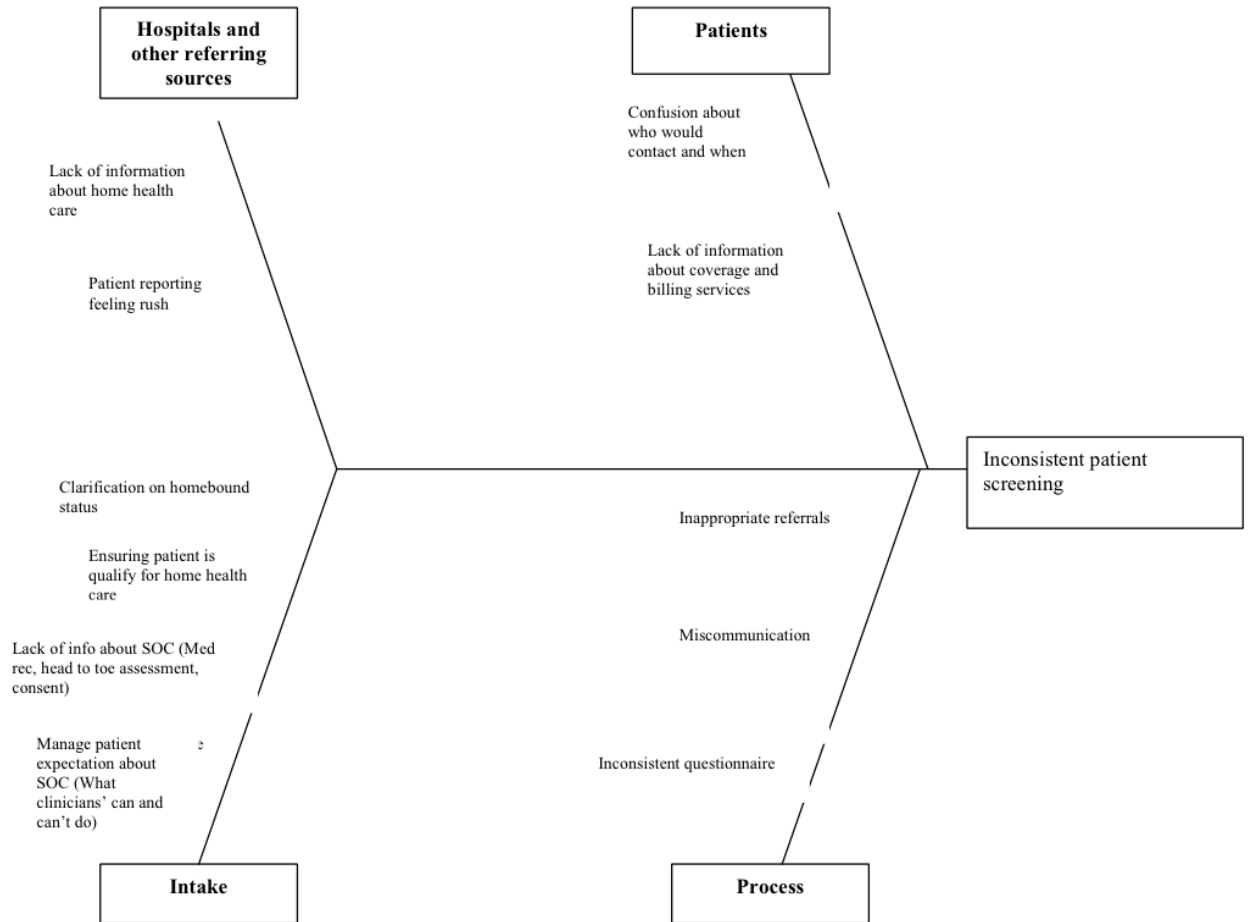 Hospitals and
other referring
sources
Patients
Confusion about
who would
contact and when
Lack of information
about home health
care
Lack of information
about coverage and
billing services
Patient reporting
feeling rush
Inconsistent patient
screening
Clarification on homebound
status
Inappropriate referrals
Ensuring patient is
qualify for home health
care
Miscommunication
Lack of info about SOC (Med
rec, head to toe assessment,
consent)
Manage patient
expectation about
SOC (What
clinicians’ can and
can’t do)
Inconsistent questionnaire
Intake
Process